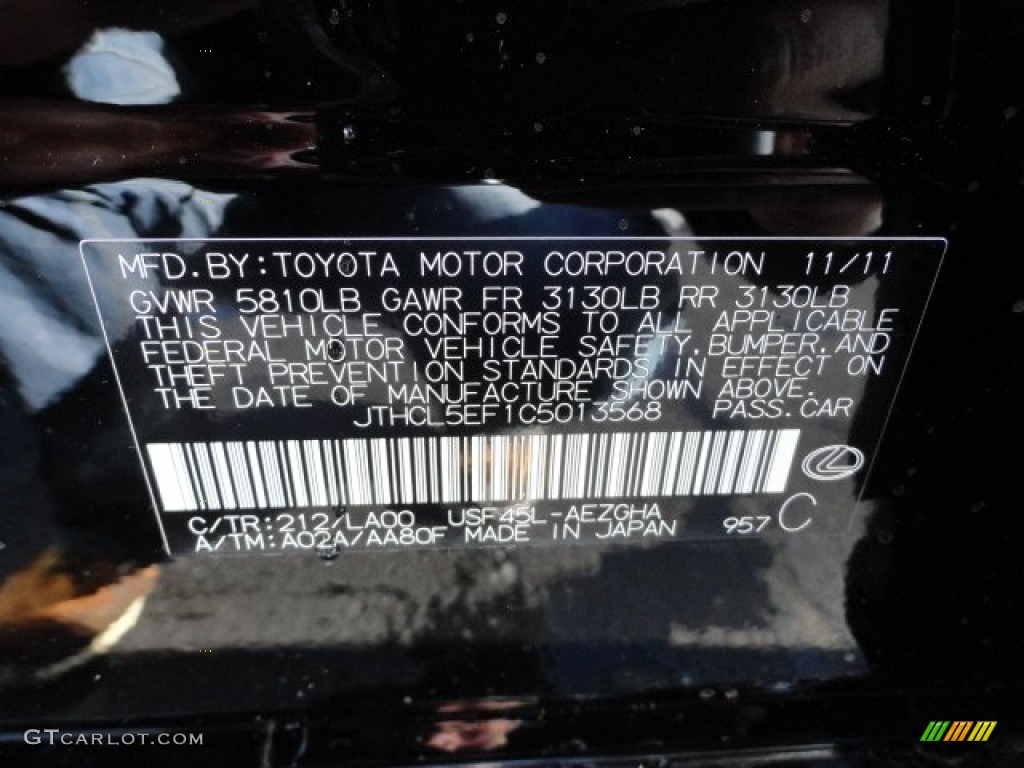 MFD.BY:TOYOTA MOTOR CORPORATION 11/11
GVWR 5810LB GAWR FR 3130LB RR 3130LB
THIS VEHICLE CONFORMS TO ALL APPLICABLE
FEDERAL MOTOR VEHICLE SAFETY,BUMPER,AND
THEFT PREVENTION STANDARDS IN EFFECT ON
THE DATE OF MANUFACTURE SHOWN ABOVE.
JTHCL5EF1C5013568 PASS.CAR
C/TR:212/LA00 USF45L-AEZGHA
A/TM:A02A/AA80F MADE IN JAPAN 957 C
GTCARLOT.COM